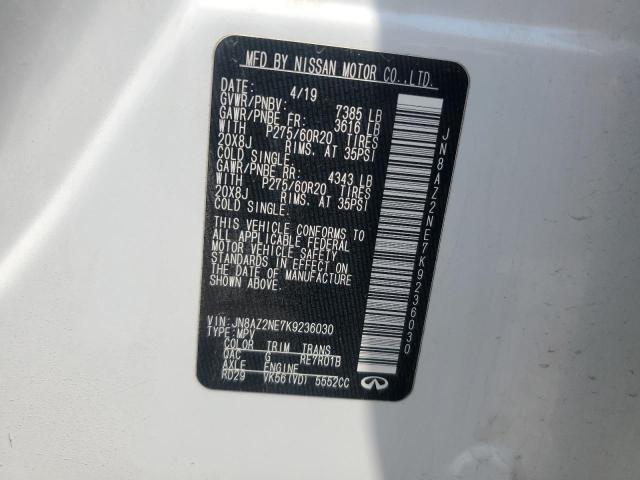 MFD BY NISSAN MOTOR CO.,LTD.
DATE: 4/19
GVWR/PNBV: 7385 LB
GAWR/PNBE FR: 3616 LB
WITH P275/60R20 TIRES
20X8J RIMS. AT 35PSI
COLD SINGLE.
GAWR/PNBE RR: 4343 LB
WITH P275/60R20 TIRES
20X8J RIMS. AT 35PSI
COLD SINGLE.
THIS VEHICLE CONFORMS TO
ALL APPLICABLE FEDERAL
MOTOR VEHICLE SAFETY
STANDARDS IN EFFECT ON
THE DATE OF MANUFACTURE
SHOWN ABOVE.
VIN: JN8AZ2NE7K9236030
TYPE: MPV
COLOR TRIM TRANS
QAC G RE7R01B
AXLE ENGINE
RD29 VK56(VD) 5552CC
JN8AZ2NE7K9236030